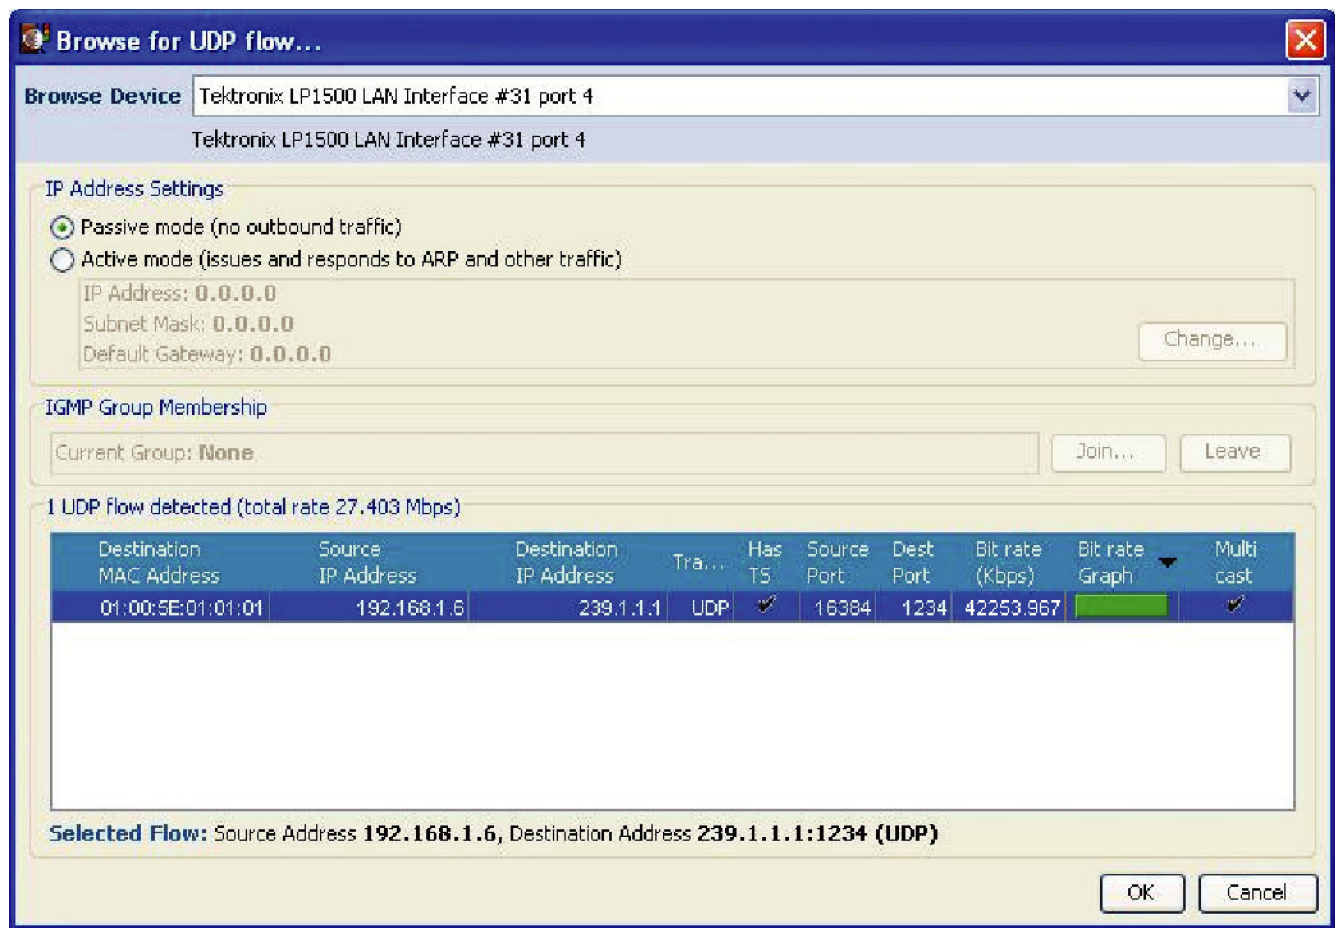 Browse for UDP flow...
Browse Device Tektronix LP1500 LAN Interface #31 port 4
Tektronix LP1500 LAN Interface #31 port 4
IP Address Settings
Passive mode (no outbound traffic)
Active mode (issues and responds to ARP and other traffic)
IP Address: 0.0.0.0
Subnet Mask: 0.0.0.0
Default Gateway: 0.0.0.0
Change...
IGMP Group Membership
Current Group: None
Join...
Leave
1 UDP flow detected (total rate 27.403 Mbps)
Destination Source Destination Has Source Dest Bit rate Bit rate Multi
MAC Address IP Address IP Address Tra... TS Port Port (Kbps) Graph cast
01:00:5E:01:01:01 192.168.1.6 239.1.1.1 UDP 16384 1234 42253.967
Selected Flow: Source Address 192.168.1.6, Destination Address 239.1.1.1:1234 (UDP)
OK Cancel